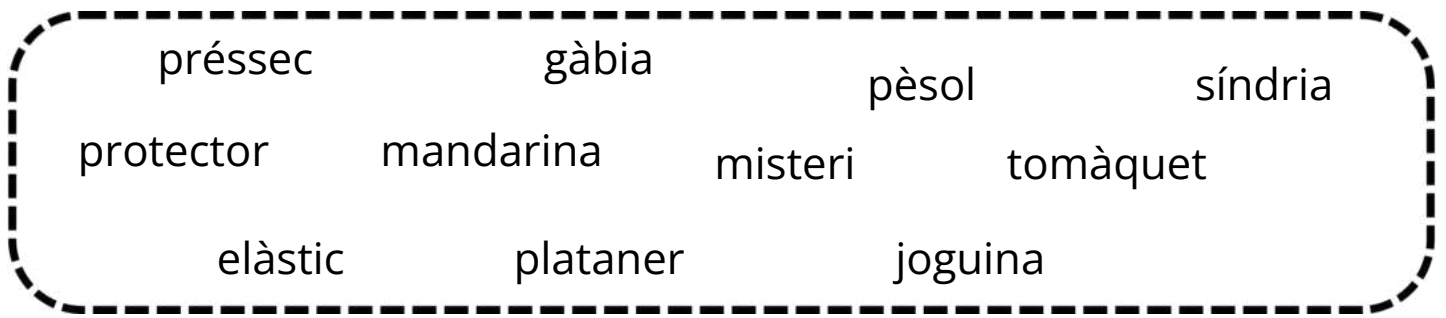 préssec gàbia pèsol síndria
protector mandarina misteri tomàquet
elàstic plataner joguina